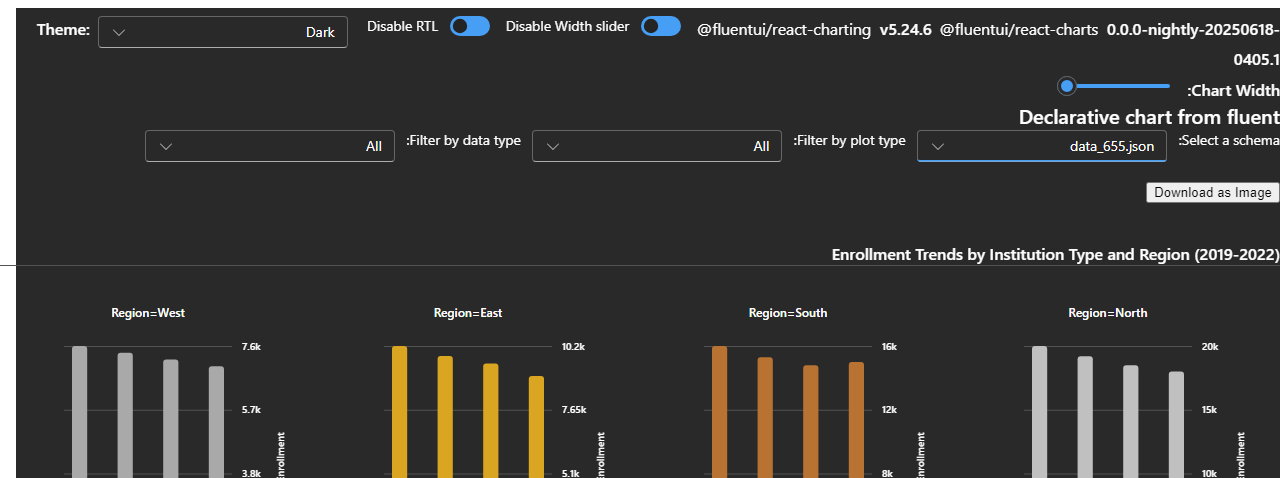 Theme: Dark Disable RTL Disable Width slider @fluentui/react-charting v5.24.6 @fluentui/react-charts 0.0.0-nightly-20250618-
0405.1
:Chart Width
Declarative chart from fluent
:Select a schema data_655.json :Filter by plot type All :Filter by data type All
Download as Image
Enrollment Trends by Institution Type and Region (2019-2022)
Region=West Region=East Region=South Region=North
7.6k 10.2k 16k 20k
5.7k 7.65k 12k 15k
Enrollment Enrollment Enrollment Enrollment
3.8k 5.1k 8k 10k